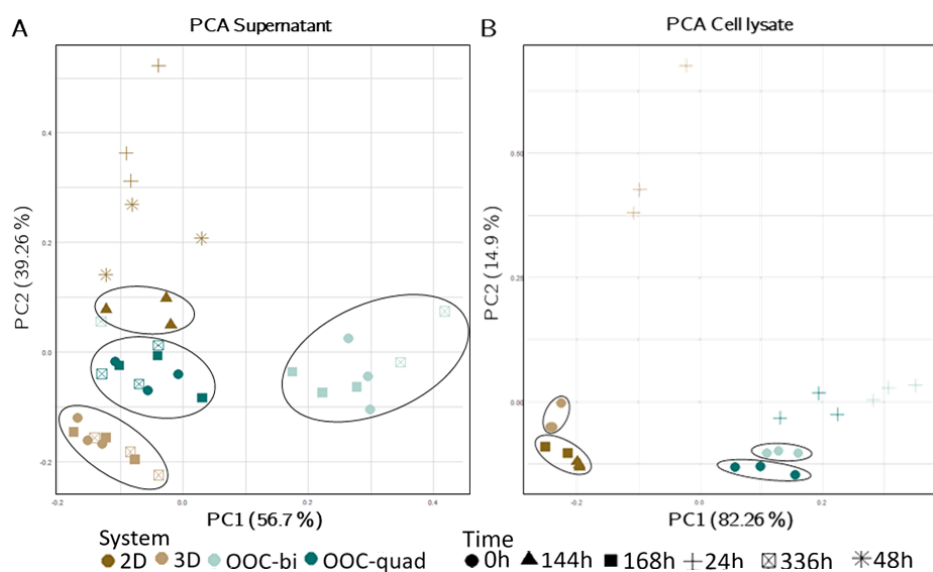 A PCA Supernatant
B PCA Cell lysate
PC2 (39.26 %)
0.4
0.2
0.0
-0.2
-0.2 0.0 0.2 0.4
PC1 (56.7 %)
PC2 (14.9 %)
0.50
0.25
0.00
-0.2 0.0 0.2
PC1 (82.26 %)
System
2D 3D OOC-bi OOC-quad
Time
0h 144h 168h 24h 336h 48h